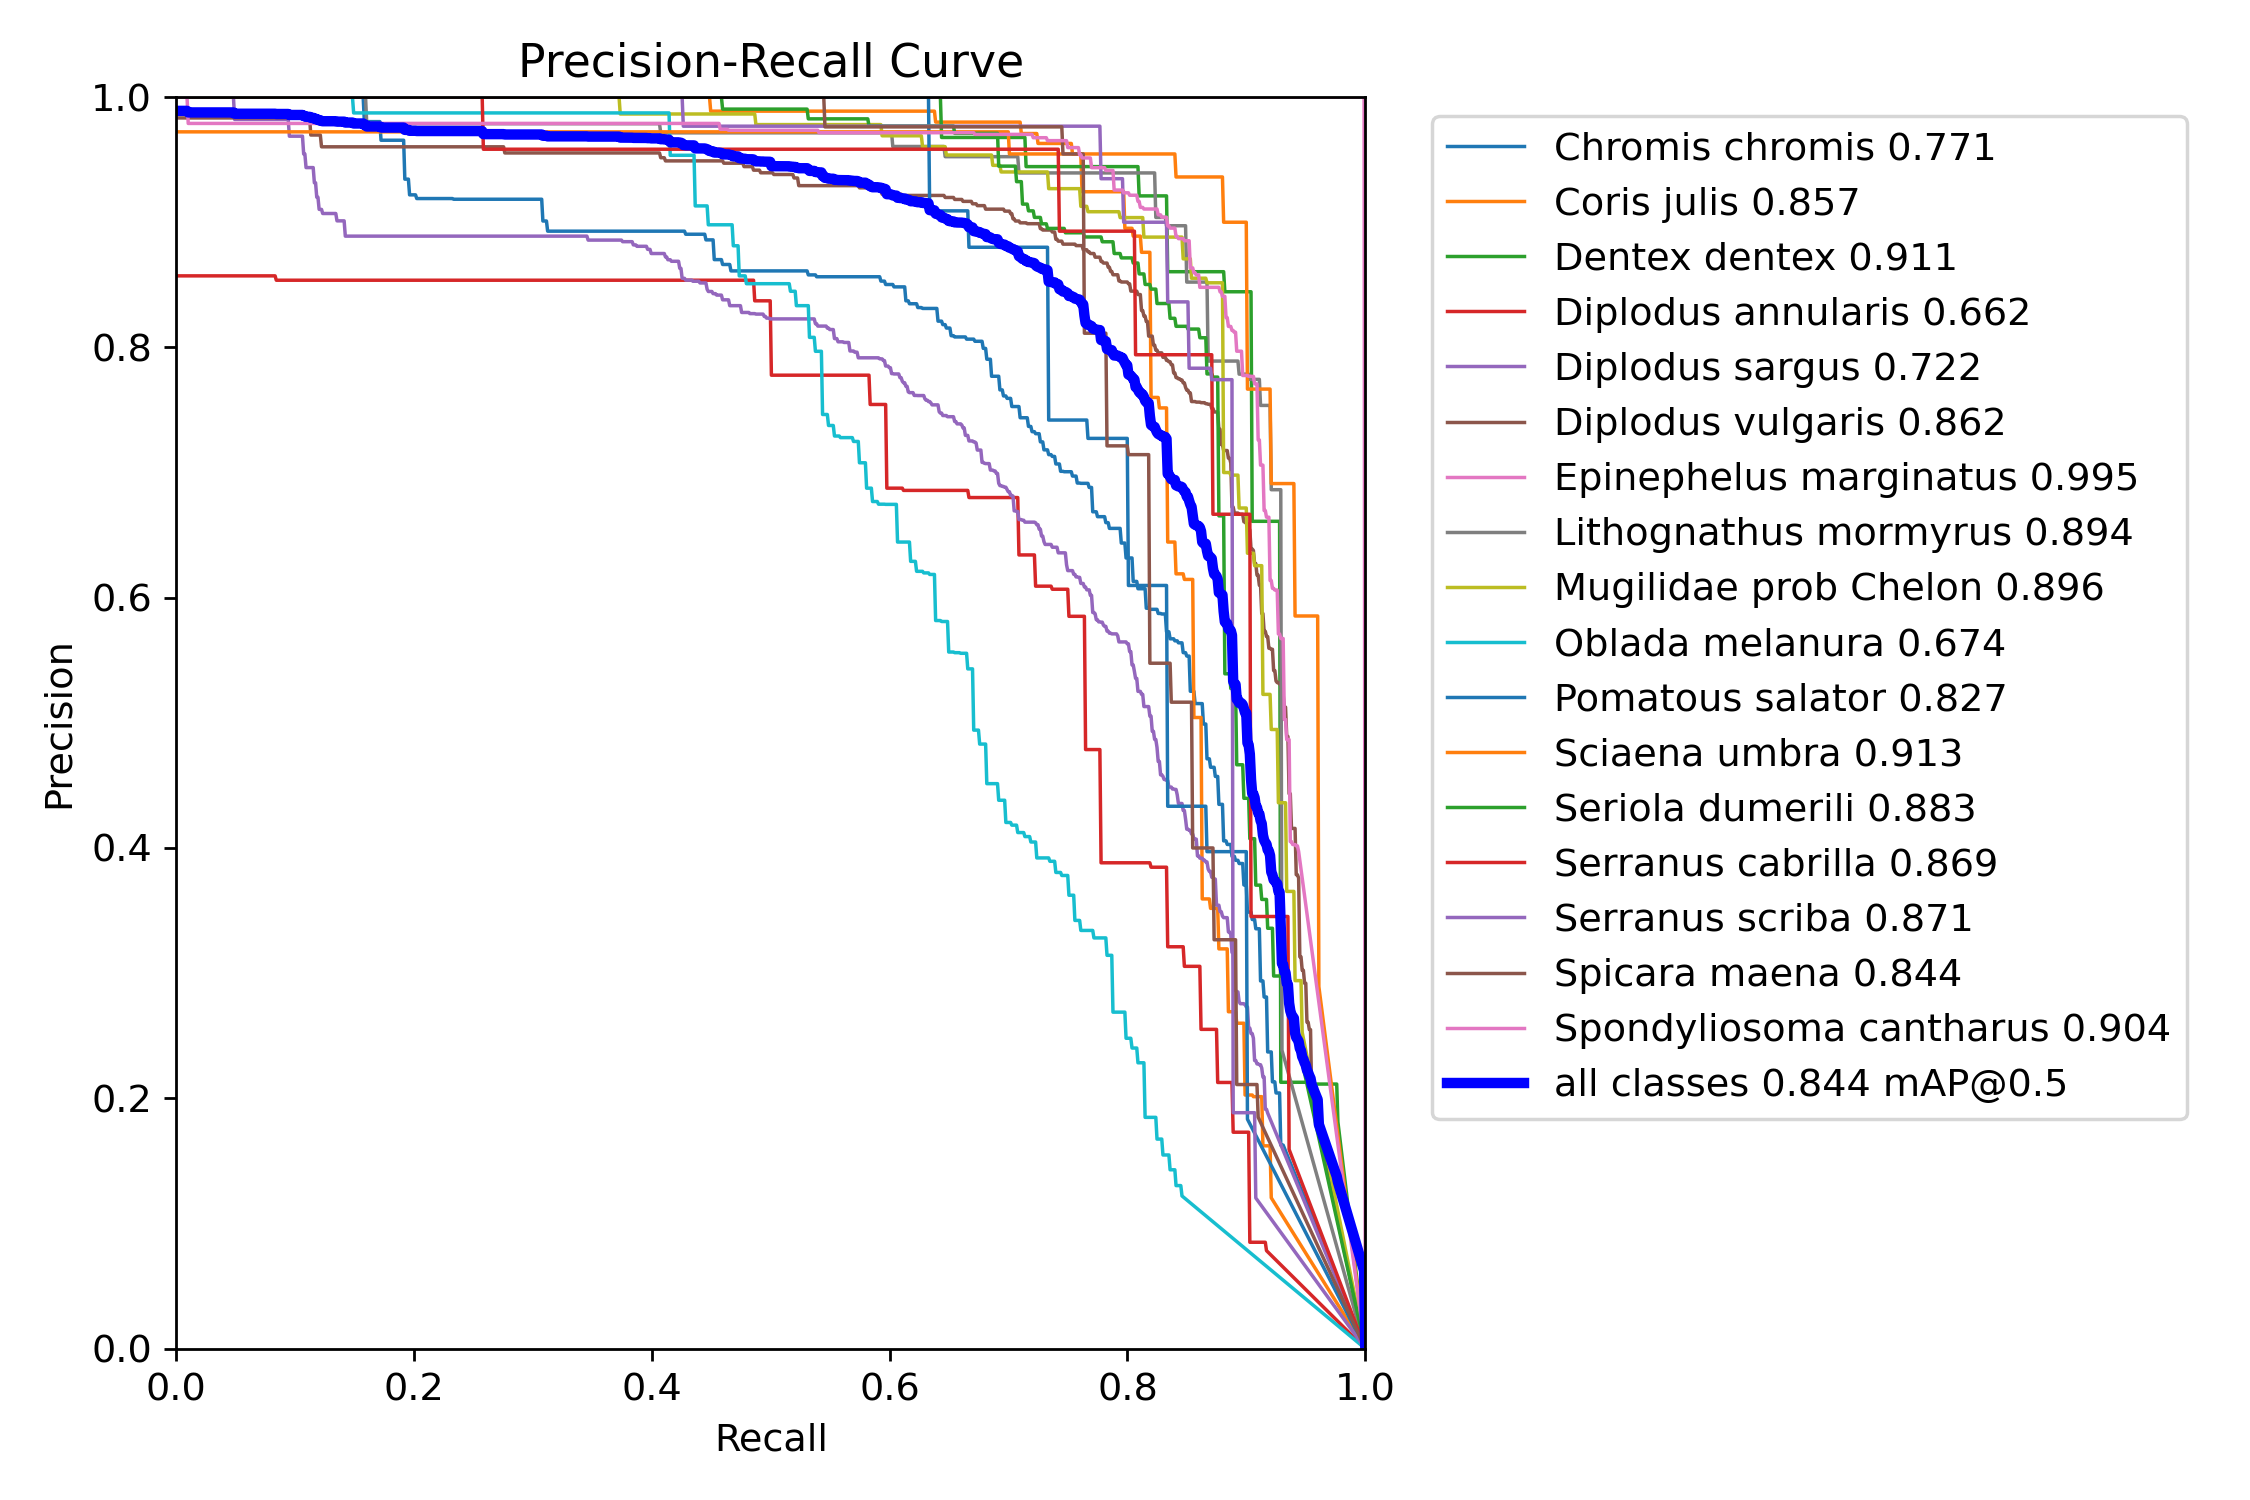 Precision-Recall Curve
1.0
0.8
0.6
0.4
0.2
0.0
Precision
0.0 0.2 0.4 0.6 0.8 1.0
Recall
Chromis chromis 0.771
Coris julis 0.857
Dentex dentex 0.911
Diplodus annularis 0.662
Diplodus sargus 0.722
Diplodus vulgaris 0.862
Epinephelus marginatus 0.995
Lithognathus mormyrus 0.894
Mugilidae prob Chelon 0.896
Oblada melanura 0.674
Pomatous salator 0.827
Sciaena umbra 0.913
Seriola dumerili 0.883
Serranus cabrilla 0.869
Serranus scriba 0.871
Spicara maena 0.844
Spondyliosoma cantharus 0.904
all classes 0.844 mAP@0.5